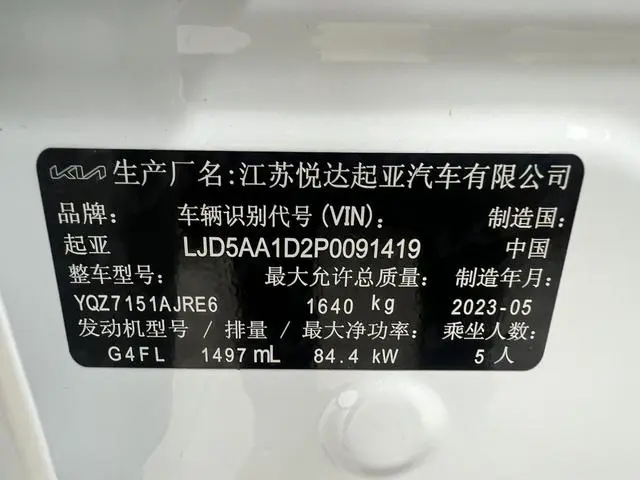 KIA 生产厂名:江苏悦达起亚汽车有限公司
品牌: 车辆识别代号(VIN): 制造国:
起亚 LJD5AA1D2P0091419 中国
整车型号: 最大允许总质量: 制造年月:
YQZ7151AJRE6 1640 kg 2023-05
发动机型号/排量/最大净功率: 乘坐人数:
G4FL 1497mL 84.4 kW 5人